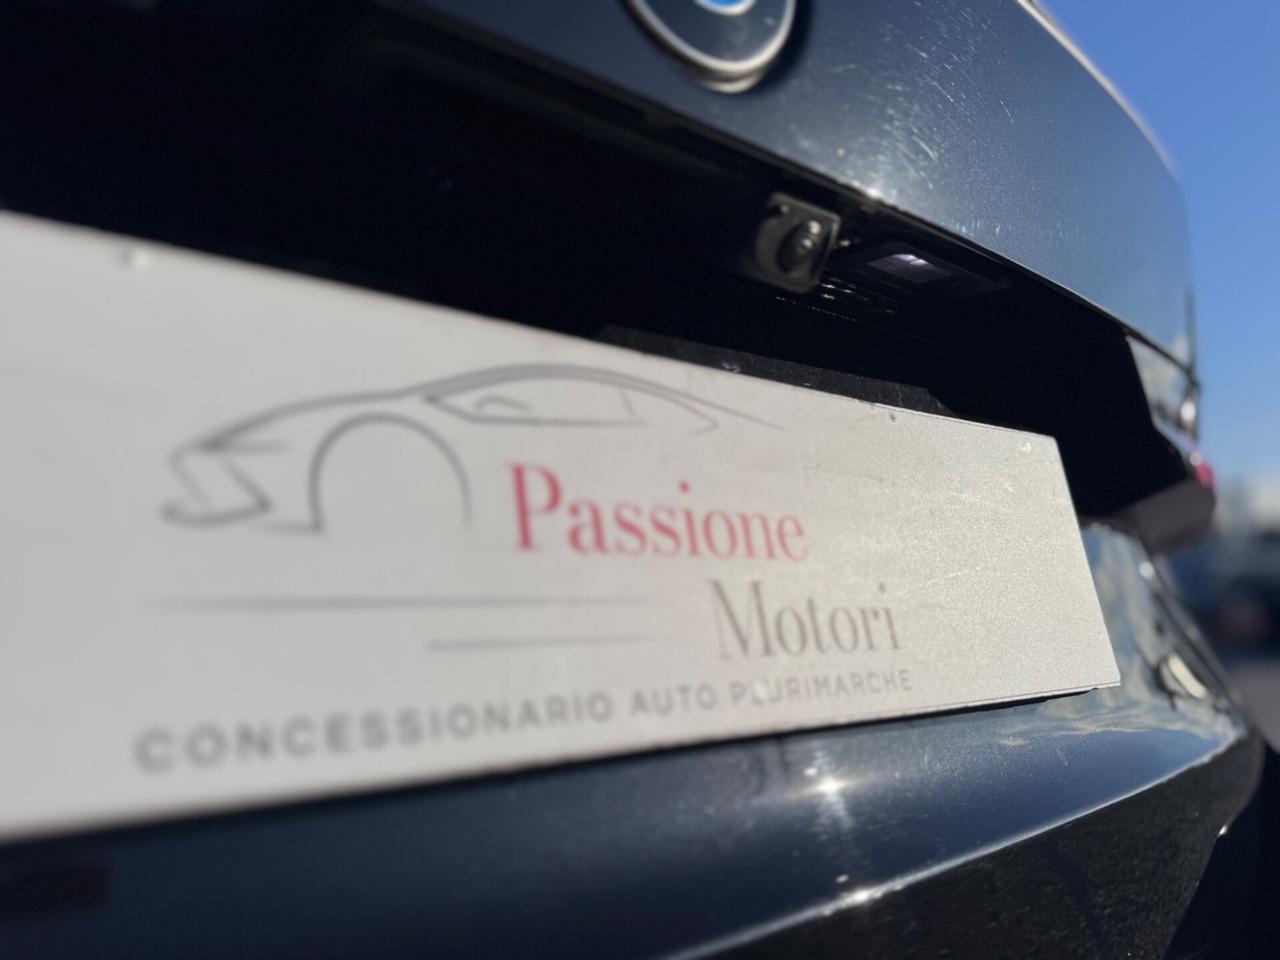 Passione
Motori
CONCESSIONARIO AUTO PLURIMARCHE